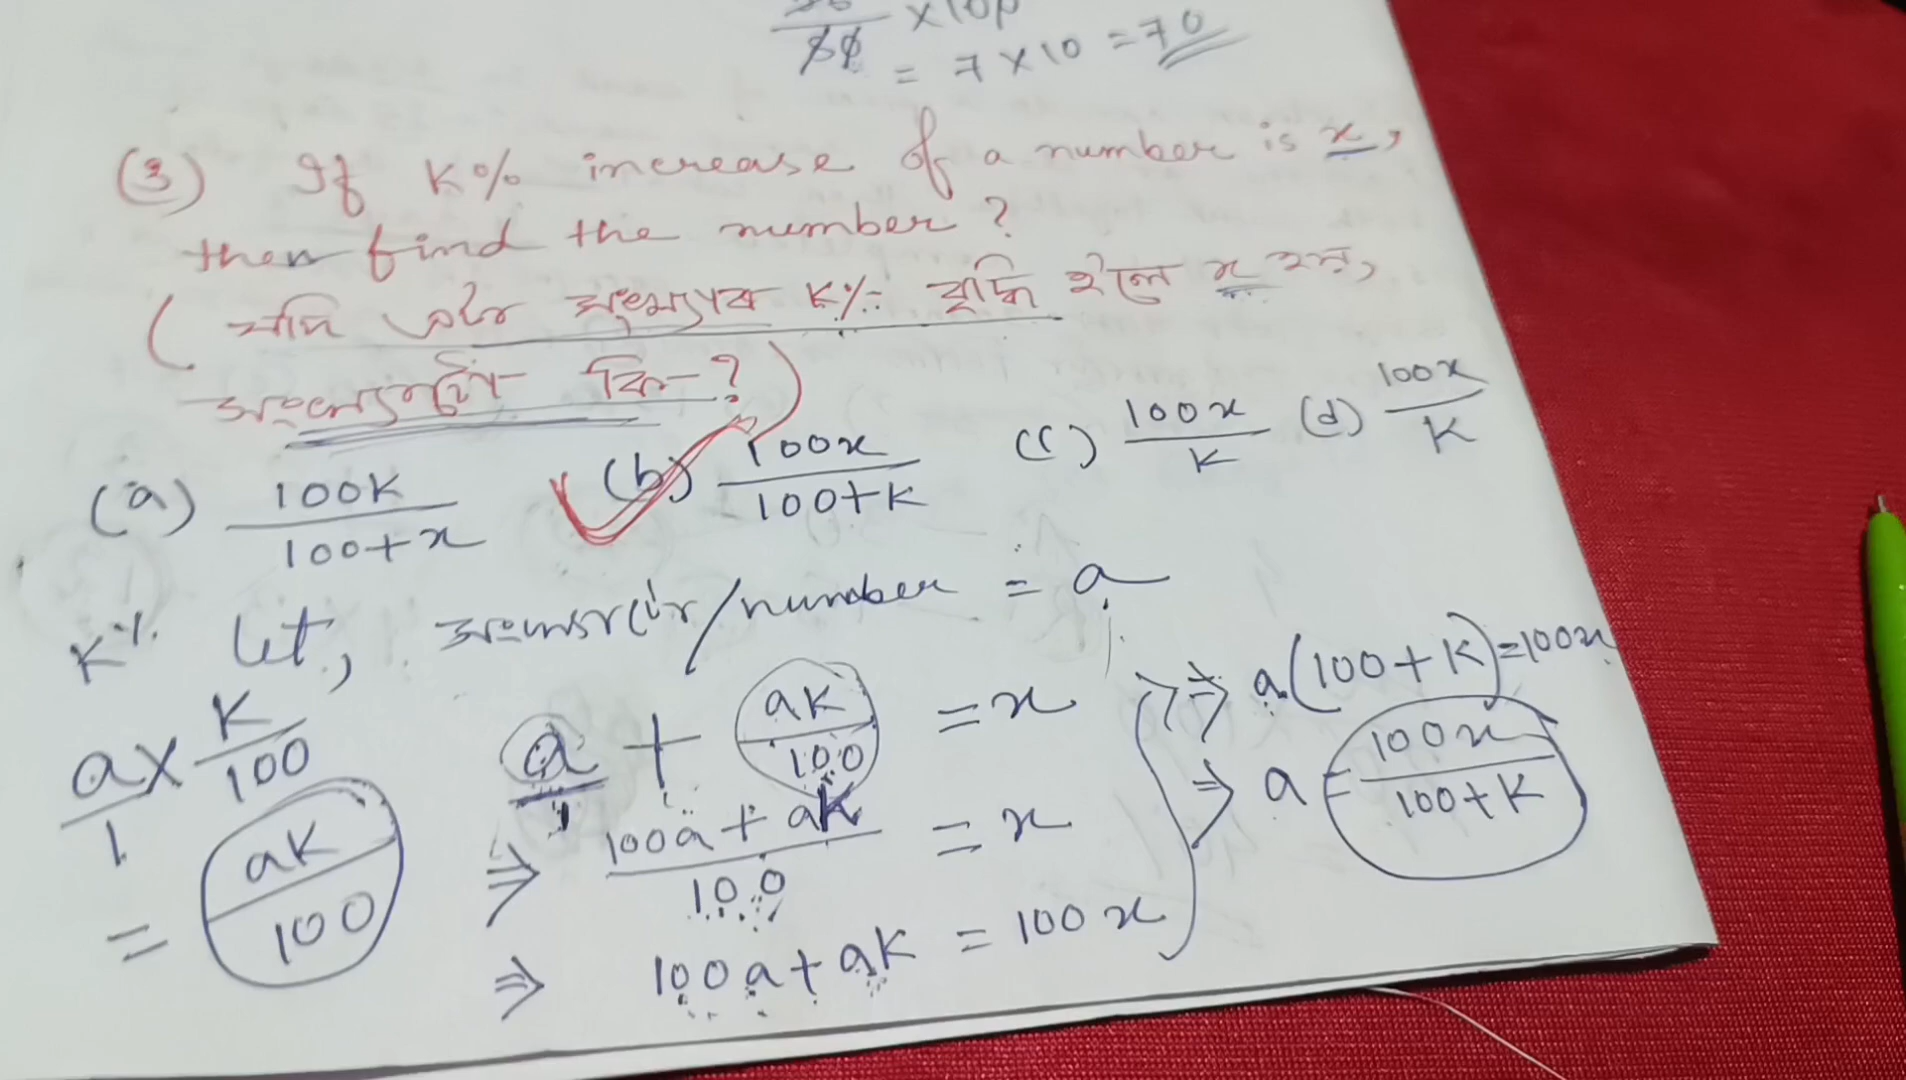 × 100
= 7 × 10 = 70
(3) If K% increase of a number is x,
then find the number?
( যদি কোন সংখ্যাকে K% বৃদ্ধি হলে x হয়,
সংখ্যাটি কি-? )
(a) 100K / 100+x (b) 100x / 100+K (c) 100x / K (d) 100x / K
K% Let, /number = a
a/1 × K/100
= aK/100
a/1 + aK/100 = x
⇒ 100a + aK / 100 = x
⇒ 100a + aK = 100x
⇒ a(100+K) = 100x
⇒ a = 100x / 100+K